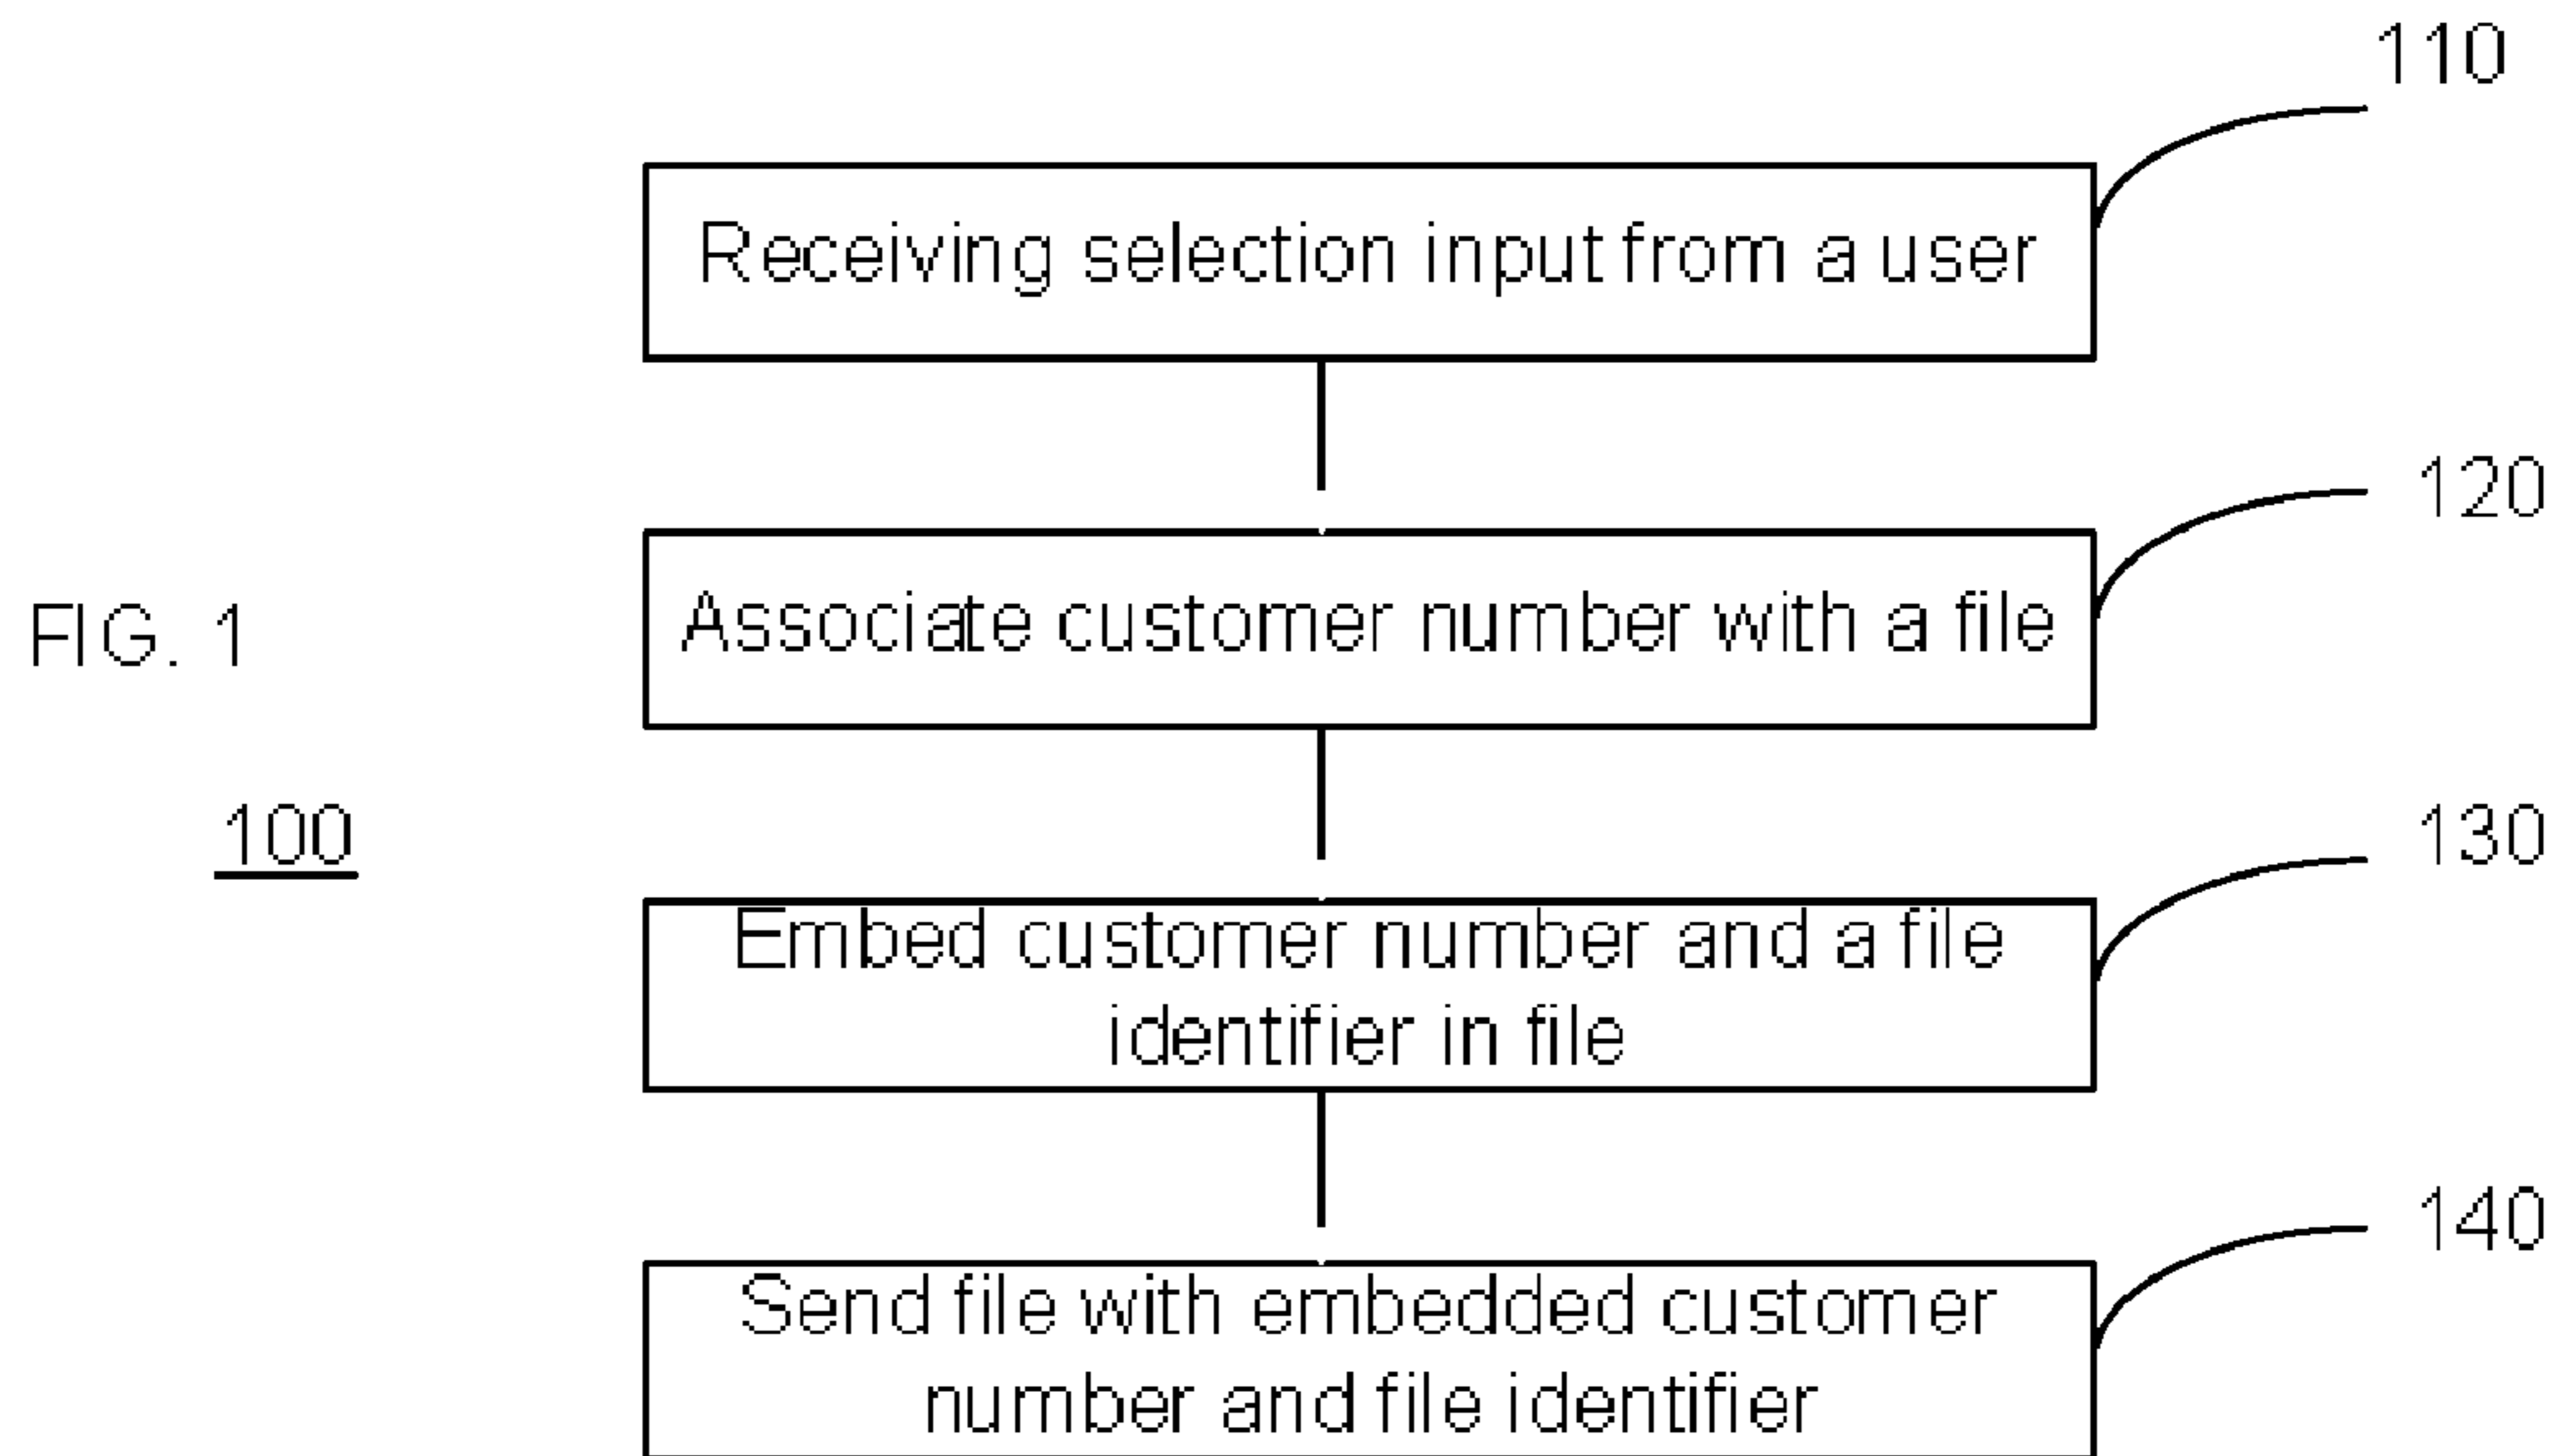 110
Receiving selection input from a user
120
Associate customer number with a file
FIG. 1
100
130
Embed customer number and a file
identifier in file
140
Send file with embedded customer
number and file identifier